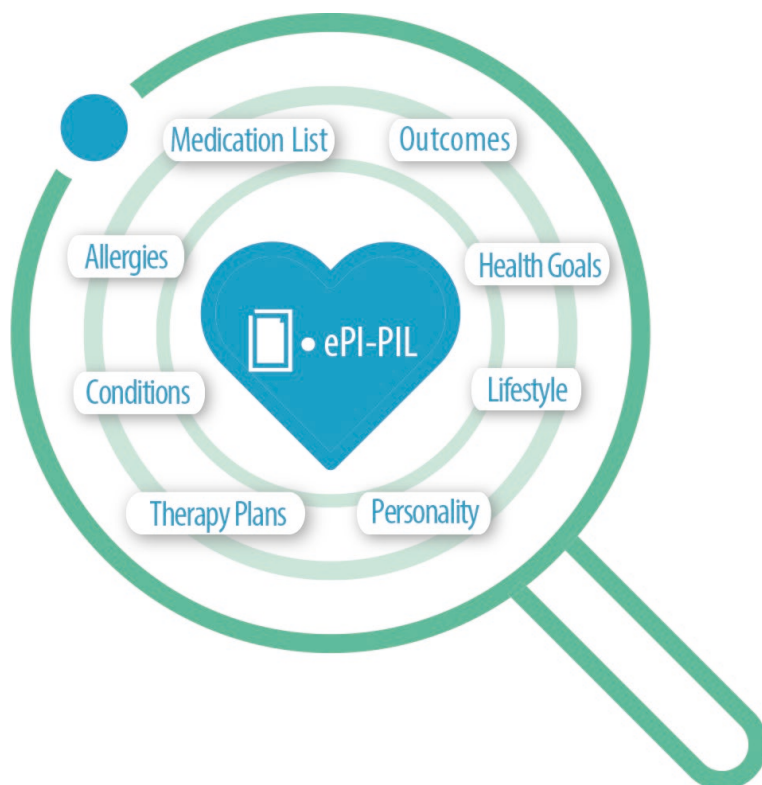 Medication List
Outcomes
Allergies
Health Goals
• ePI-PIL
Conditions
Lifestyle
Therapy Plans
Personality